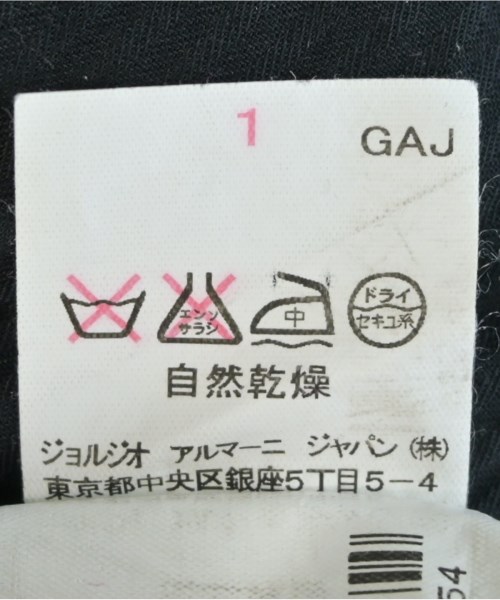 1
GAJ
エンソ
サラシ
中
ドライ
セキユ系
自然乾燥
ジョルジオ アルマーニ ジャパン (株)
東京都中央区銀座5丁目5-4
54